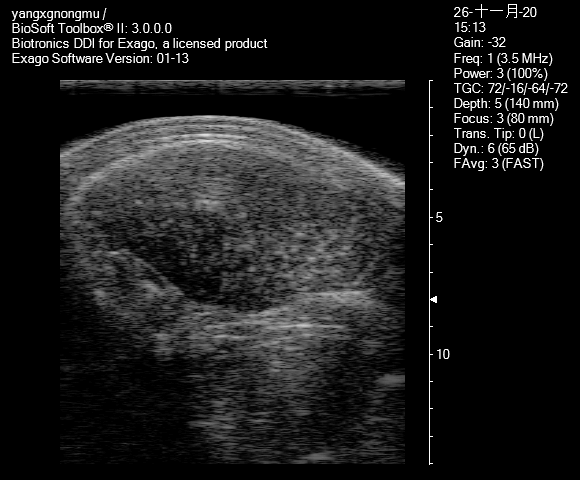 yangxgnongmu /
BioSoft Toolbox® II: 3.0.0.0
Biotronics DDI for Exago, a licensed product
Exago Software Version: 01-13
26-十一月-20
15:13
Gain: -32
Freq: 1 (3.5 MHz)
Power: 3 (100%)
TGC: 72/-16/-64/-72
Depth: 5 (140 mm)
Focus: 3 (80 mm)
Trans. Tip: 0 (L)
Dyn.: 6 (65 dB)
FAvg: 3 (FAST)
5
10